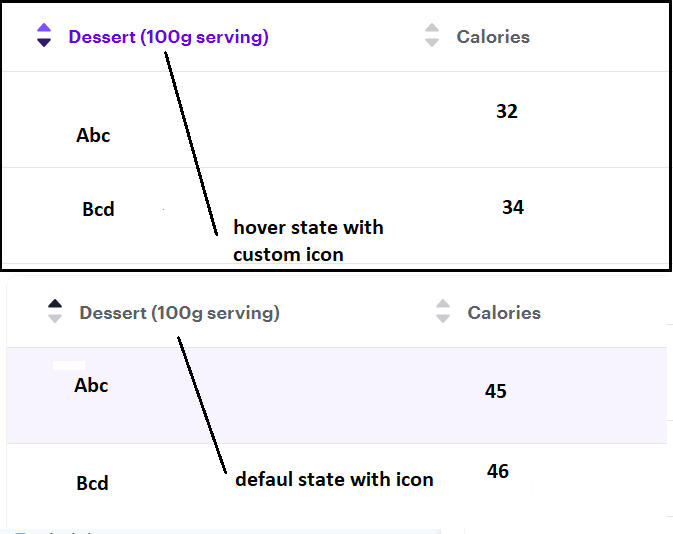 Dessert (100g serving) Calories
32
Abc
Bcd 34
hover state with
custom icon
Dessert (100g serving) Calories
Abc 45
Bcd 46
defaul state with icon